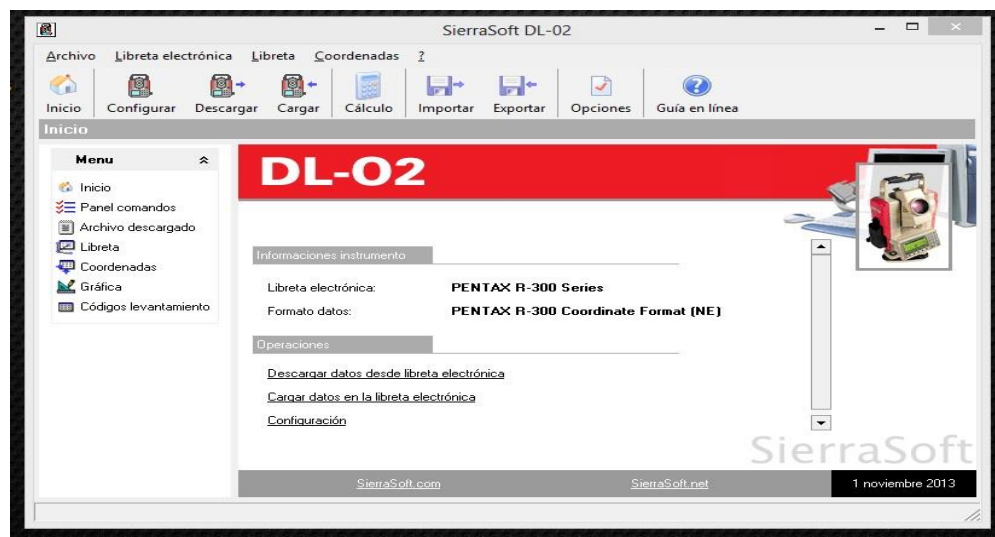 SierraSoft DL-02
Archivo Libreta electrónica Libreta Coordenadas ?
Inicio Configurar Descargar Cargar Cálculo Importar Exportar Opciones Guía en línea
Inicio
Menu
Inicio
Panel comandos
Archivo descargado
Libreta
Coordenadas
Gráfica
Códigos levantamiento
DL-02
Informaciones instrumento
Libreta electrónica: PENTAX R-300 Series
Formato datos: PENTAX R-300 Coordinate Format (NE)
Operaciones
Descargar datos desde libreta electrónica
Cargar datos en la libreta electrónica
Configuración
SierraSoft
SierraSoft.com SierraSoft.net 1 noviembre 2013